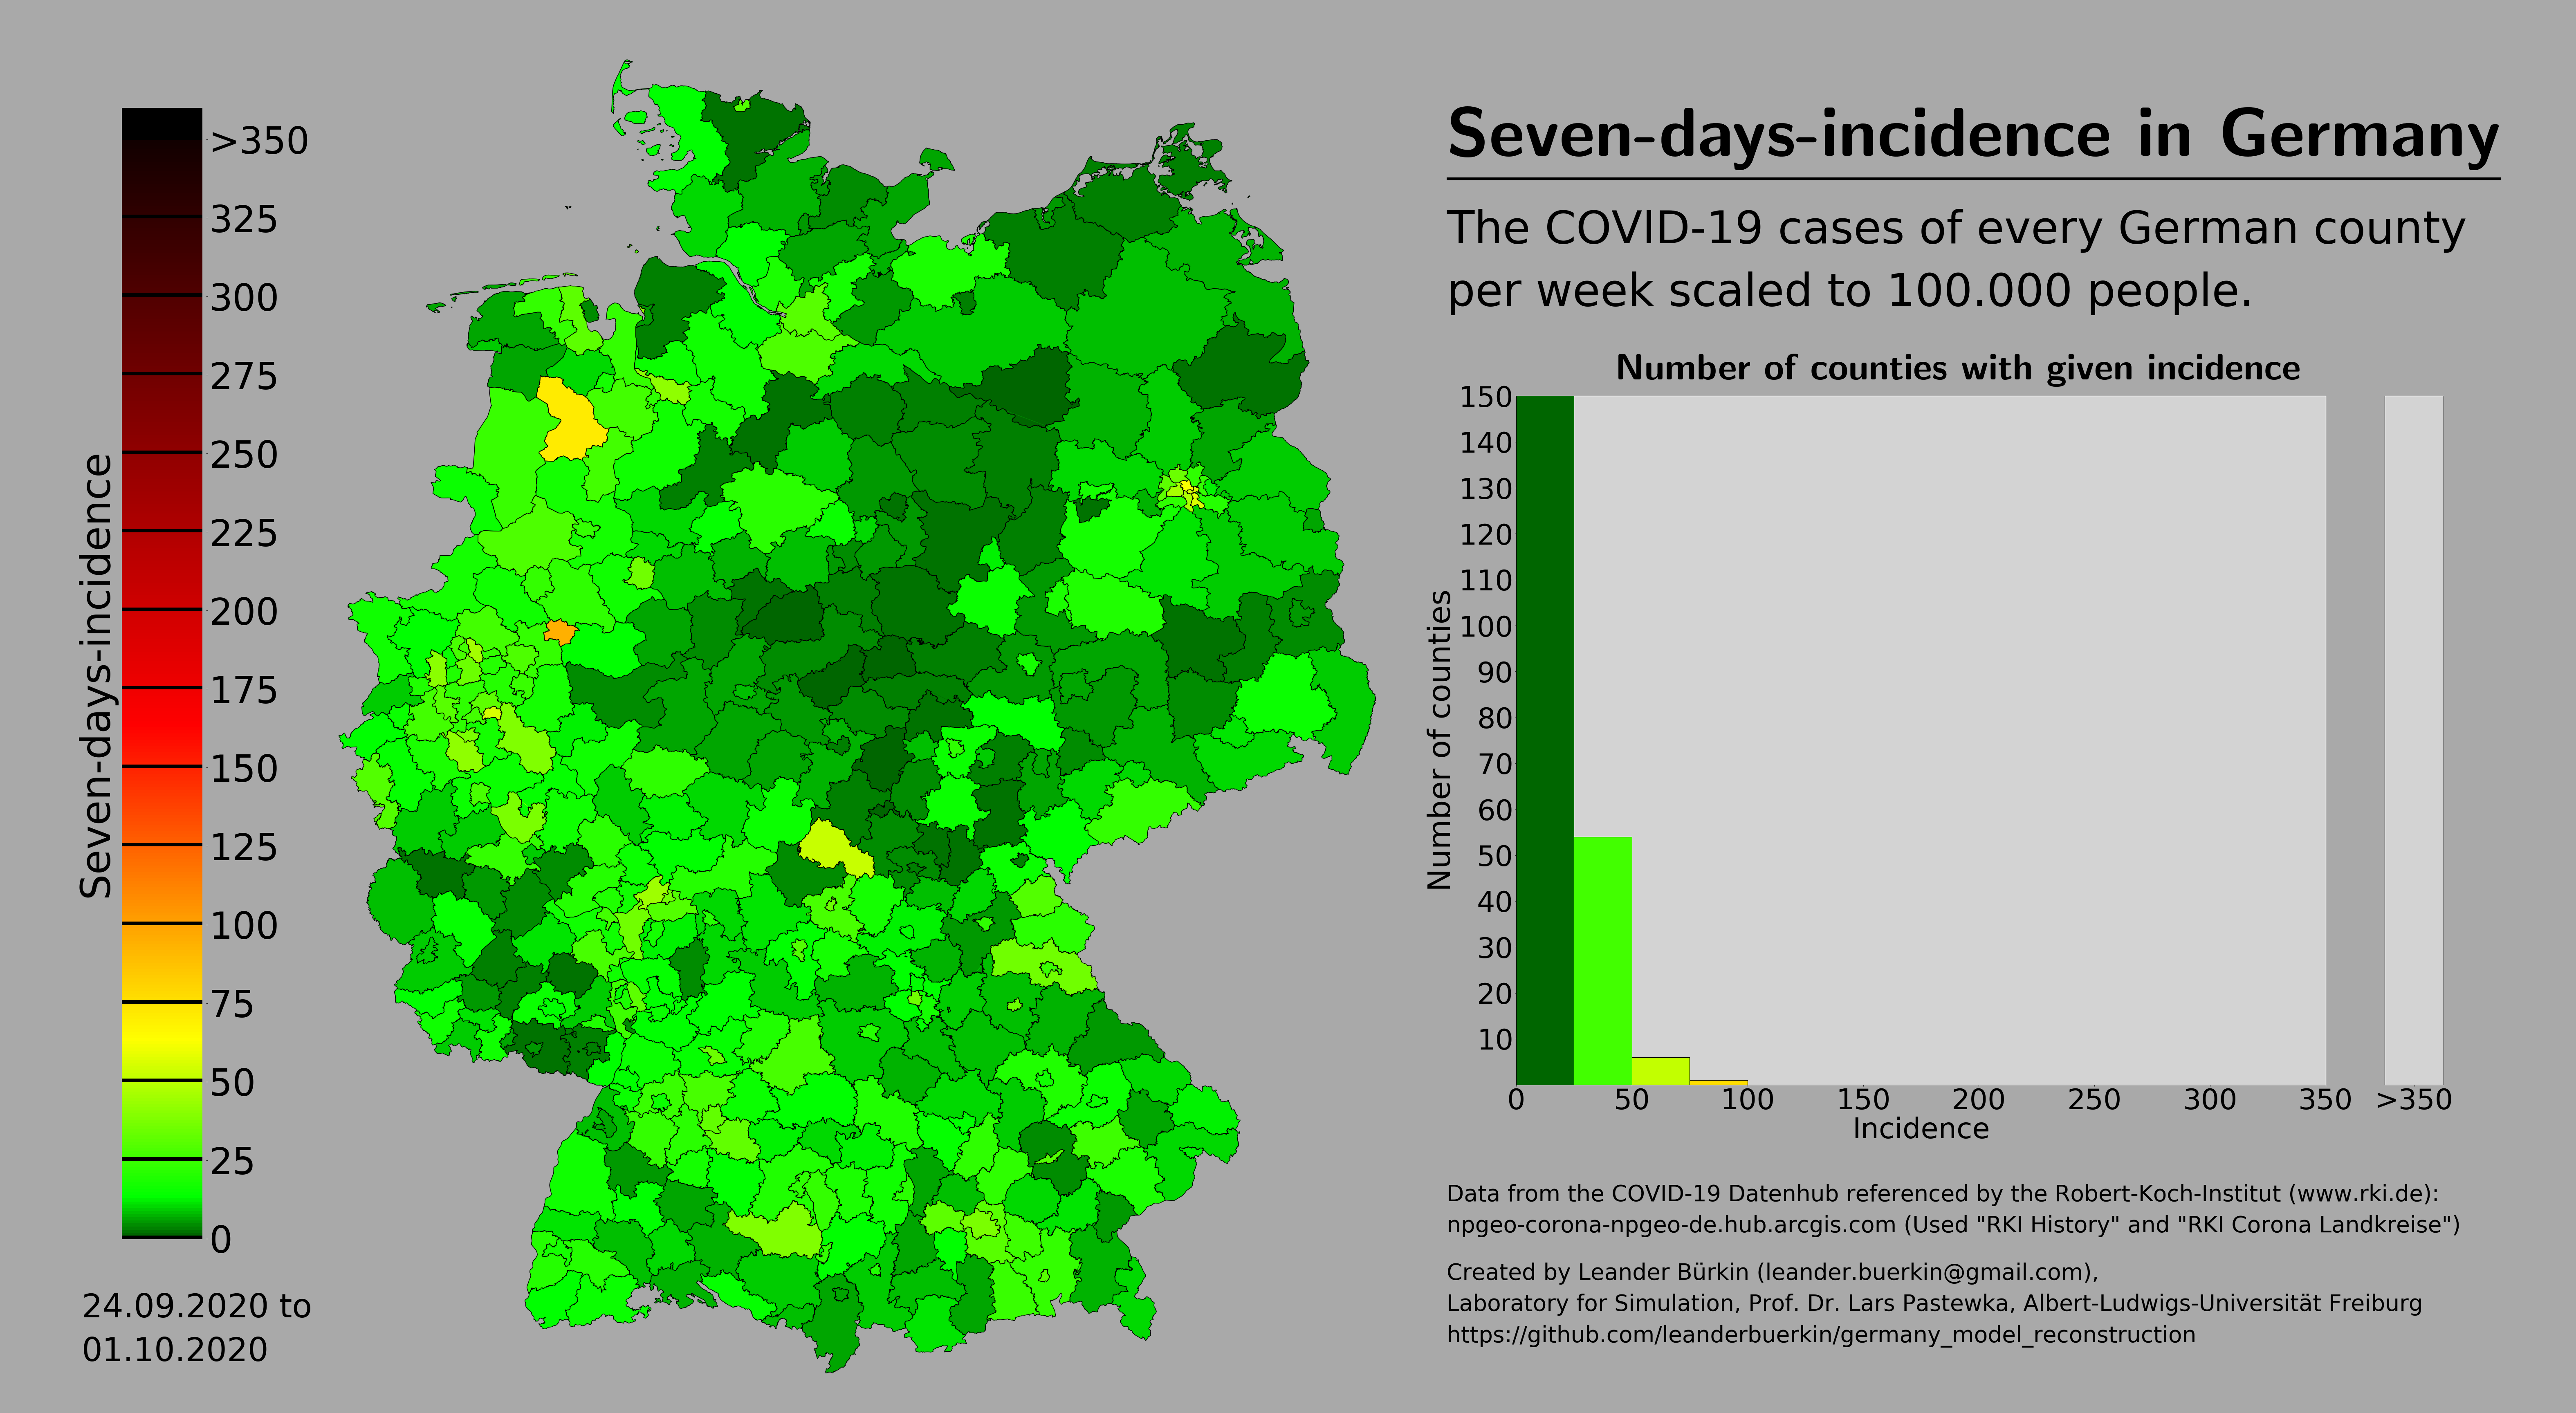 Seven-days-incidence in Germany
The COVID-19 cases of every German county
per week scaled to 100.000 people.
Seven-days-incidence
>350
325
300
275
250
225
200
175
150
125
100
75
50
25
0
24.09.2020 to
01.10.2020
Number of counties with given incidence
Number of counties
150
140
130
120
110
100
90
80
70
60
50
40
30
20
10
0 50 100 150 200 250 300 350 >350
Incidence
Data from the COVID-19 Datenhub referenced by the Robert-Koch-Institut (www.rki.de):
npgeo-corona-npgeo-de.hub.arcgis.com (Used "RKI History" and "RKI Corona Landkreise")
Created by Leander Bürkin (leander.buerkin@gmail.com),
Laboratory for Simulation, Prof. Dr. Lars Pastewka, Albert-Ludwigs-Universität Freiburg
https://github.com/leanderbuerkin/germany_model_reconstruction